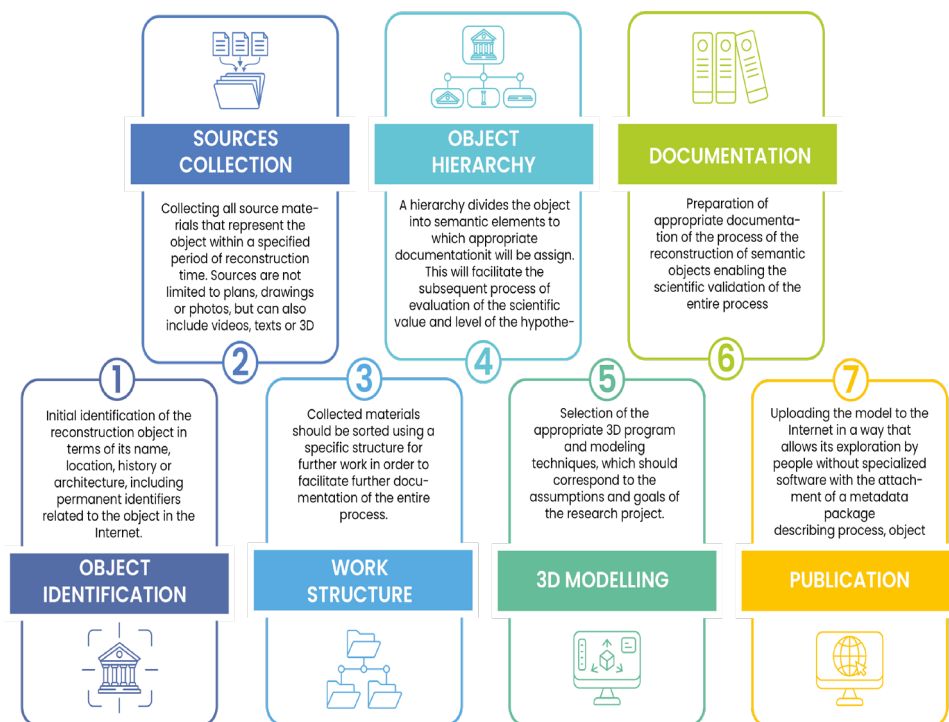 SOURCES
COLLECTION
Collecting all source mate-
rials that represent the
object within a specified
period of reconstruction
time. Sources are not
limited to plans, drawings
or photos, but can also
include videos, texts or 3D
2
OBJECT
HIERARCHY
A hierarchy divides the object
into semantic elements to
which appropriate
documentationit will be assign.
This will facilitate the
subsequent process of
evaluation of the scientific
value and level of the hypothe-
4
DOCUMENTATION
Preparation of
appropriate documenta-
tion of the process of the
reconstruction of semantic
objects enabling the
scientific validation of the
entire process
6
1
Initial identification of the
reconstruction object in
terms of its name,
location, history or
architecture, including
permanent identifiers
related to the object in the
Internet.
OBJECT
IDENTIFICATION
3
Collected materials
should be sorted using a
specific structure for
further work in order to
facilitate further docu-
mentation of the entire
process.
WORK
STRUCTURE
5
Selection of the
appropriate 3D program
and modeling
techniques, which should
correspond to the
assumptions and goals of
the research project.
3D MODELLING
7
Uploading the model to the
Internet in a way that
allows its exploration by
people without specialized
software with the attach-
ment of a metadata
package
describing process, object
PUBLICATION